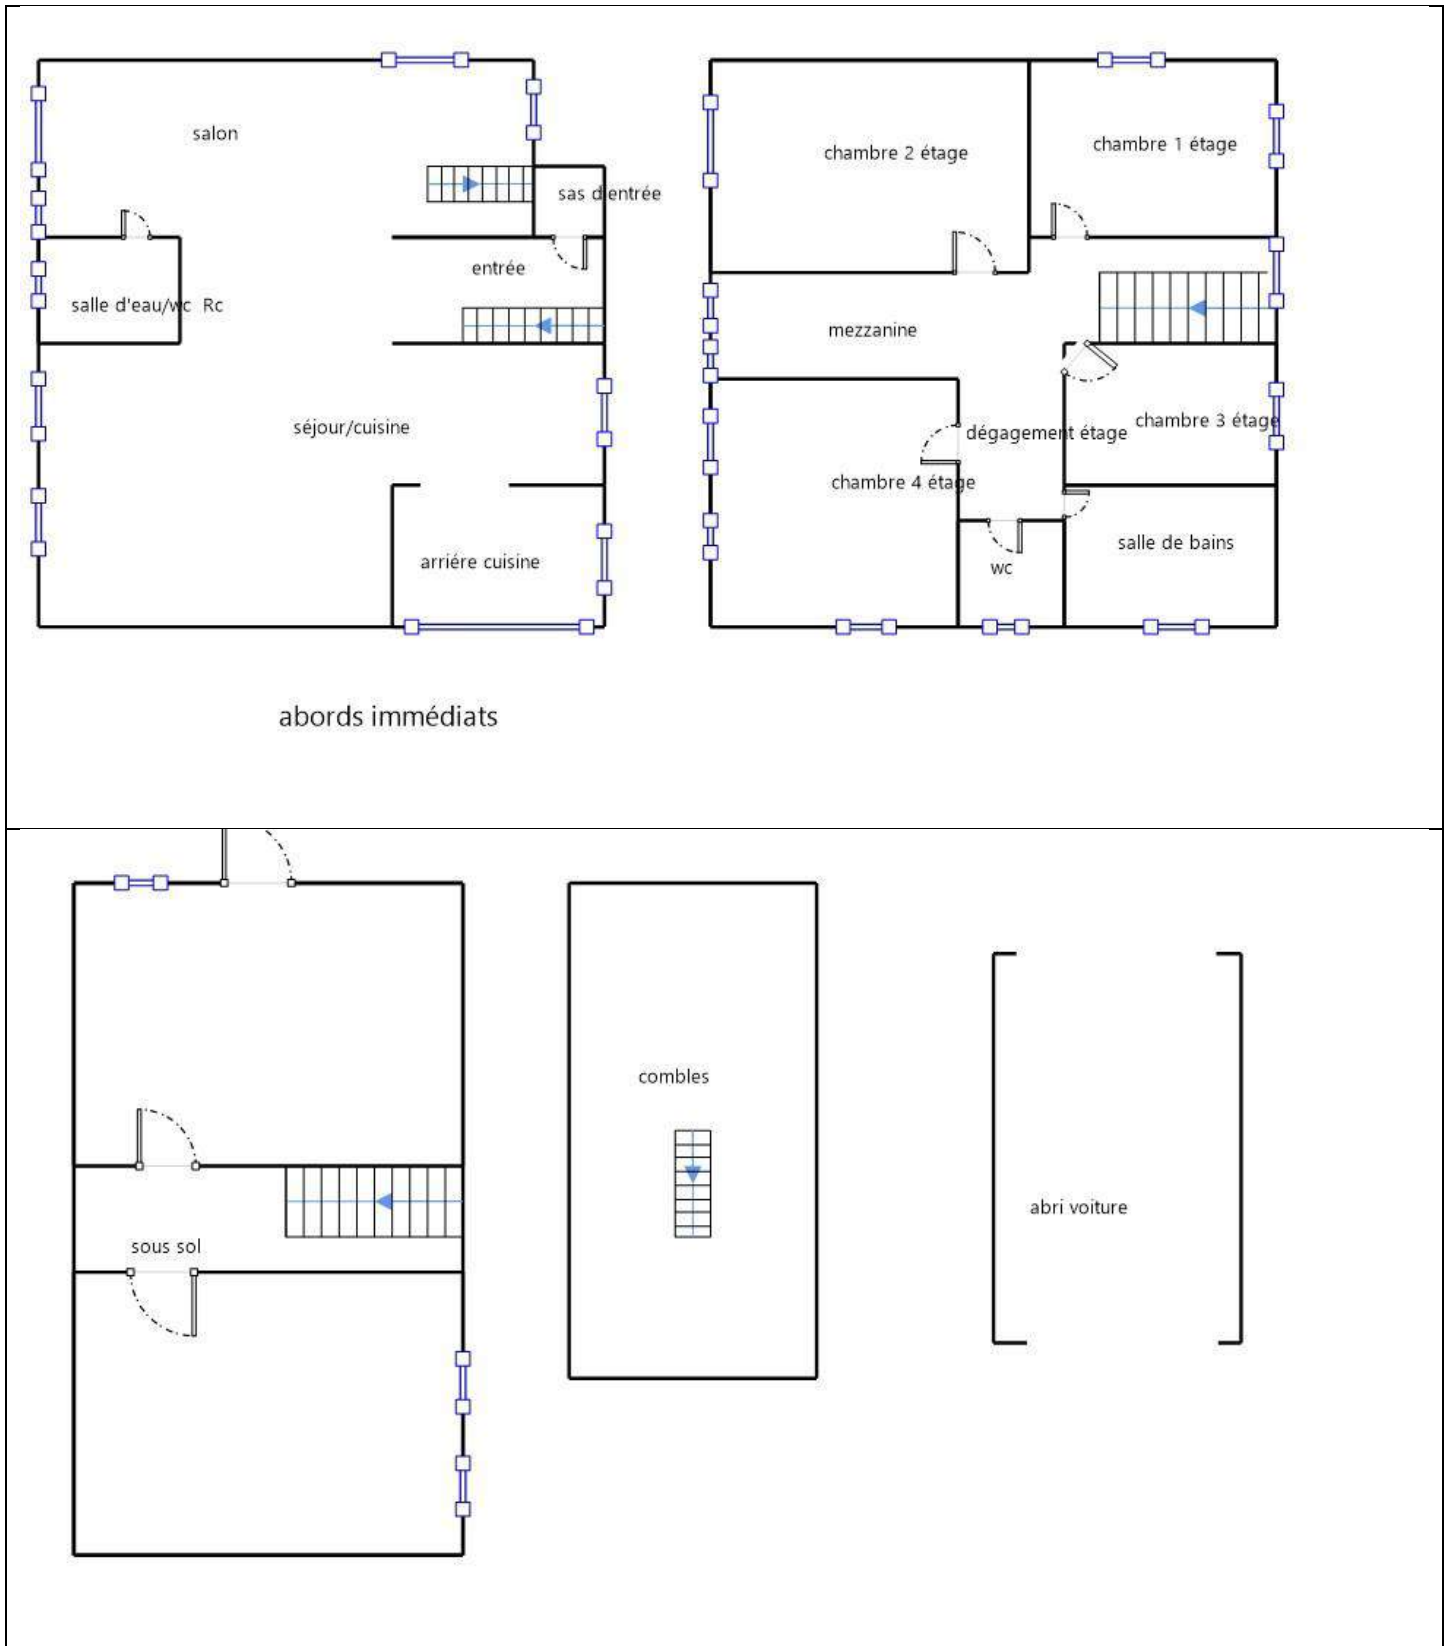 salon
sas d'entrée
entrée
salle d'eau/wc Rc
séjour/cuisine
arriére cuisine
chambre 2 étage
chambre 1 étage
mezzanine
chambre 3 étage
dégagement étage
chambre 4 étage
salle de bains
wc
abords immédiats
combles
abri voiture
sous sol